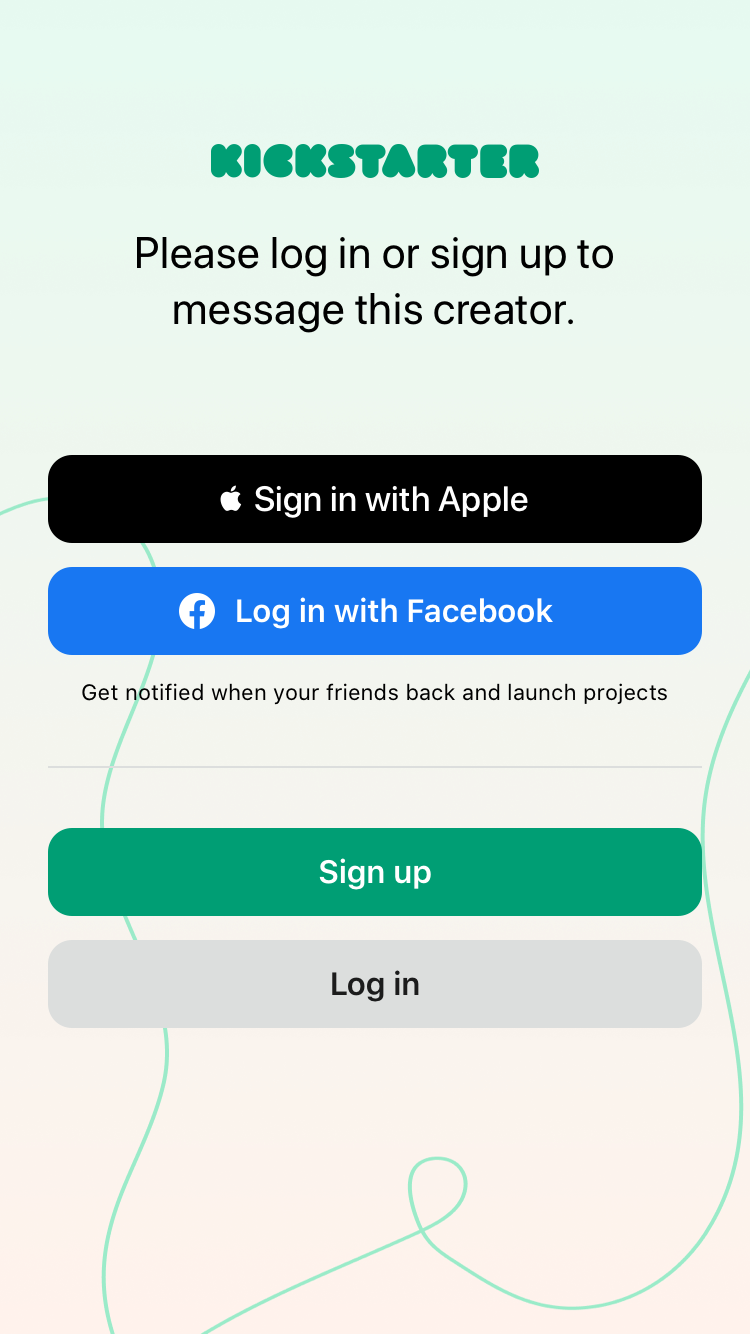 KICKSTARTER
Please log in or sign up to
message this creator.
Sign in with Apple
Log in with Facebook
Get notified when your friends back and launch projects
Sign up
Log in